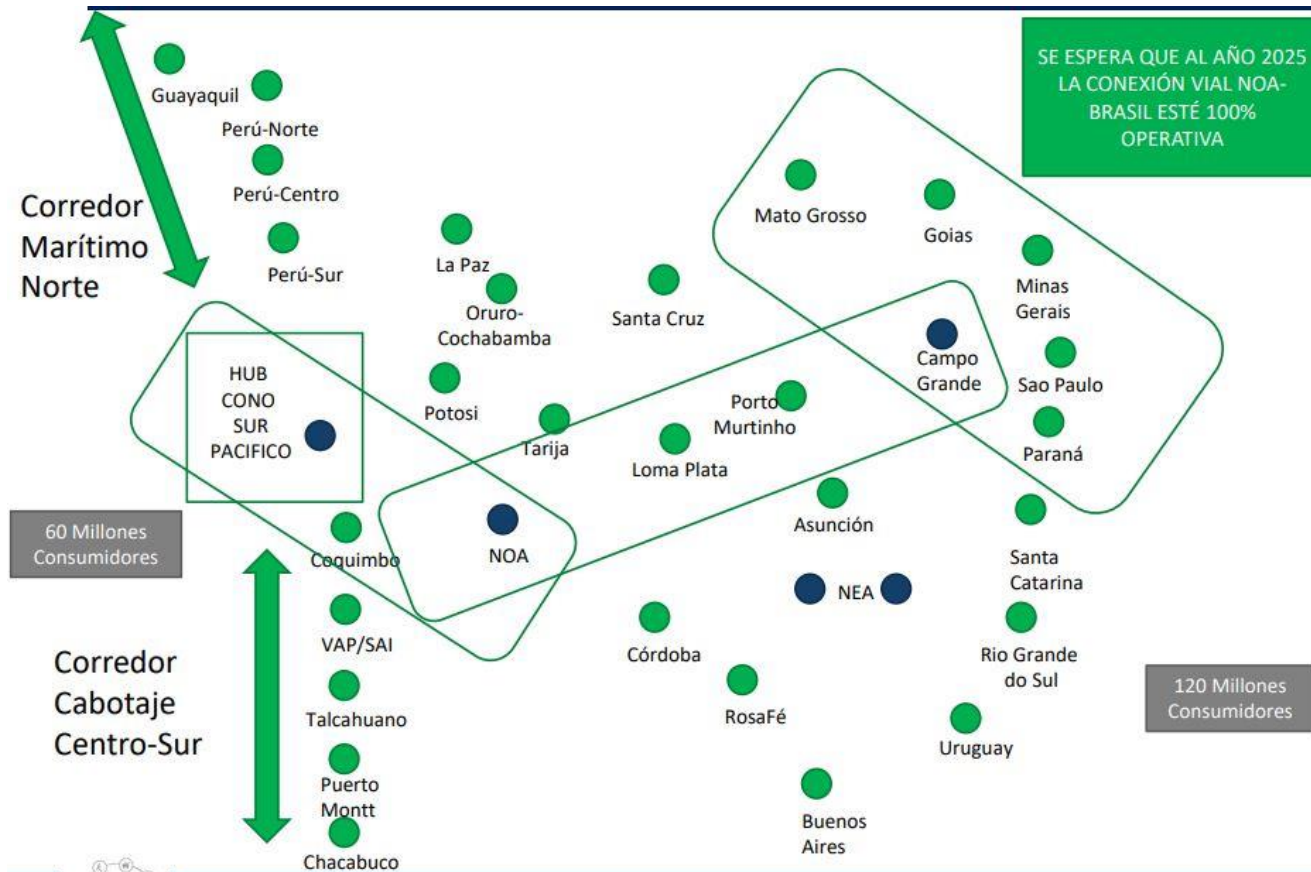 SE ESPERA QUE AL AÑO 2025
LA CONEXIÓN VIAL NOA-
BRASIL ESTÉ 100%
OPERATIVA
Guayaquil
Perú-Norte
Perú-Centro
Perú-Sur
Corredor
Marítimo
Norte
La Paz
Oruro-
Cochabamba
Santa Cruz
Mato Grosso
Goias
Minas
Gerais
Campo
Grande
Sao Paulo
Paraná
HUB
CONO
SUR
PACIFICO
Potosi
Tarija
Porto
Murtinho
Loma Plata
60 Millones
Consumidores
Coquimbo
NOA
Asunción
NEA
Santa
Catarina
VAP/SAI
Córdoba
Rio Grande
do Sul
Corredor
Cabotaje
Centro-Sur
Talcahuano
RosaFé
Uruguay
120 Millones
Consumidores
Puerto
Montt
Buenos
Aires
Chacabuco